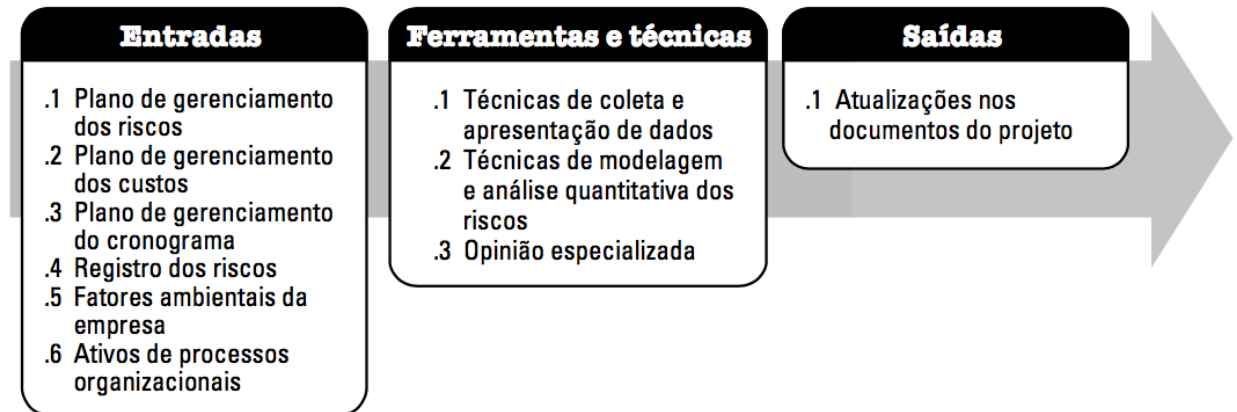 Entradas
.1 Plano de gerenciamento
dos riscos
.2 Plano de gerenciamento
dos custos
.3 Plano de gerenciamento
do cronograma
.4 Registro dos riscos
.5 Fatores ambientais da
empresa
.6 Ativos de processos
organizacionais
Ferramentas e técnicas
.1 Técnicas de coleta e
apresentação de dados
.2 Técnicas de modelagem
e análise quantitativa dos
riscos
.3 Opinião especializada
Saídas
.1 Atualizações nos
documentos do projeto